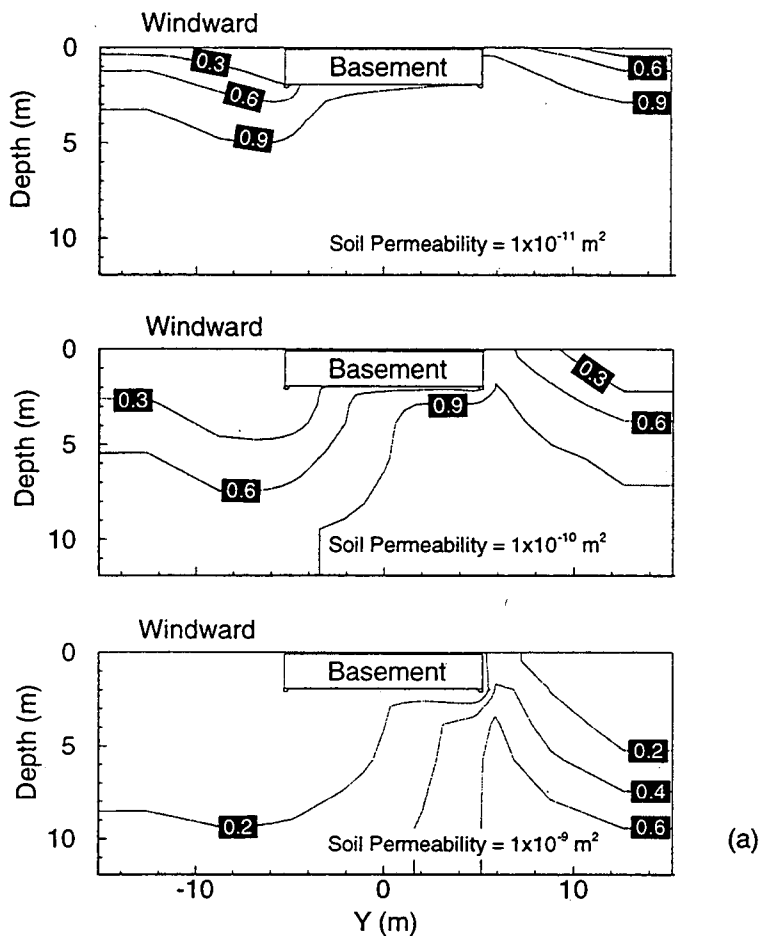 Windward
0
0.3
Basement
0.6
0.6
0.9
0.9
5
Depth (m)
10
Soil Permeability = 1x10⁻¹¹ m²
Windward
0
Basement
0.3
0.3
0.9
0.6
5
Depth (m)
0.6
10
Soil Permeability = 1x10⁻¹⁰ m²
Windward
0
Basement
5
0.2
Depth (m)
0.4
0.2
0.6
10
Soil Permeability = 1x10⁻⁹ m²
(a)
-10
0
10
Y (m)